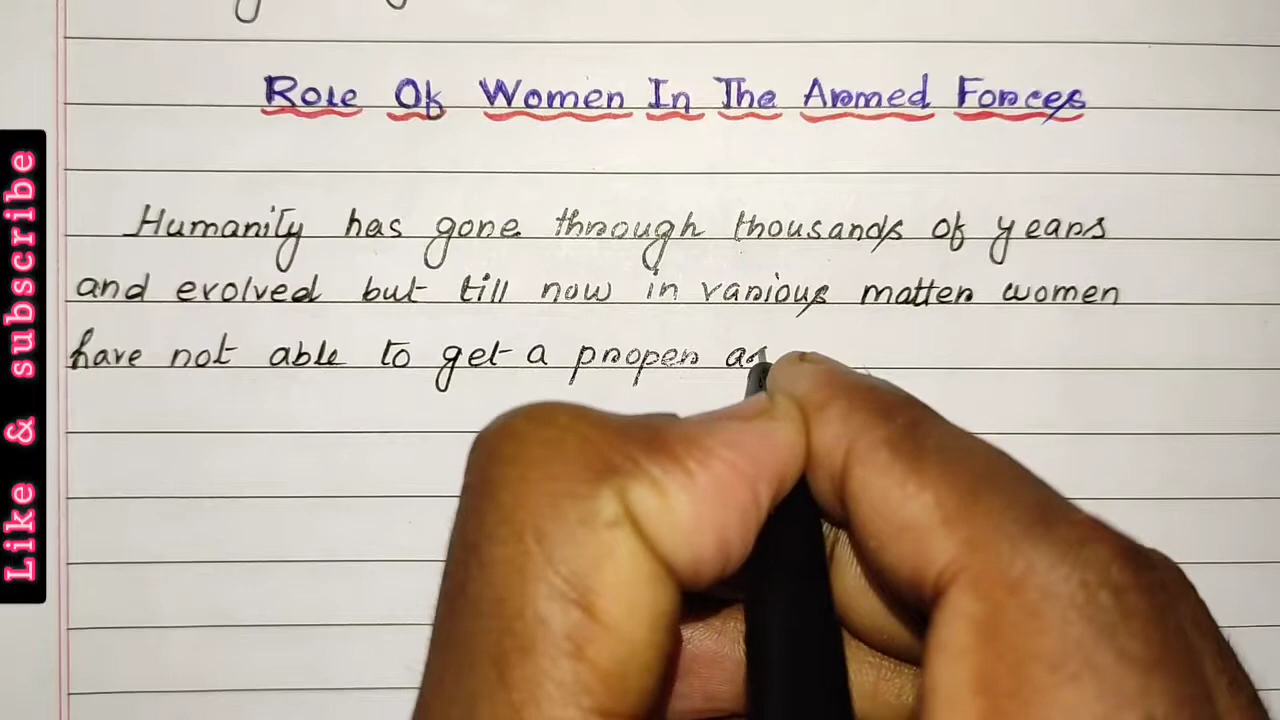 Like & subscribe
Role Of Women In The Armed Forces
Humanity has gone through thousands of years
and evolved but till now in various matter women
have not able to get a proper